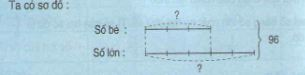 Ta có sơ đồ :
?
Số bé :
96
Số lớn :
?